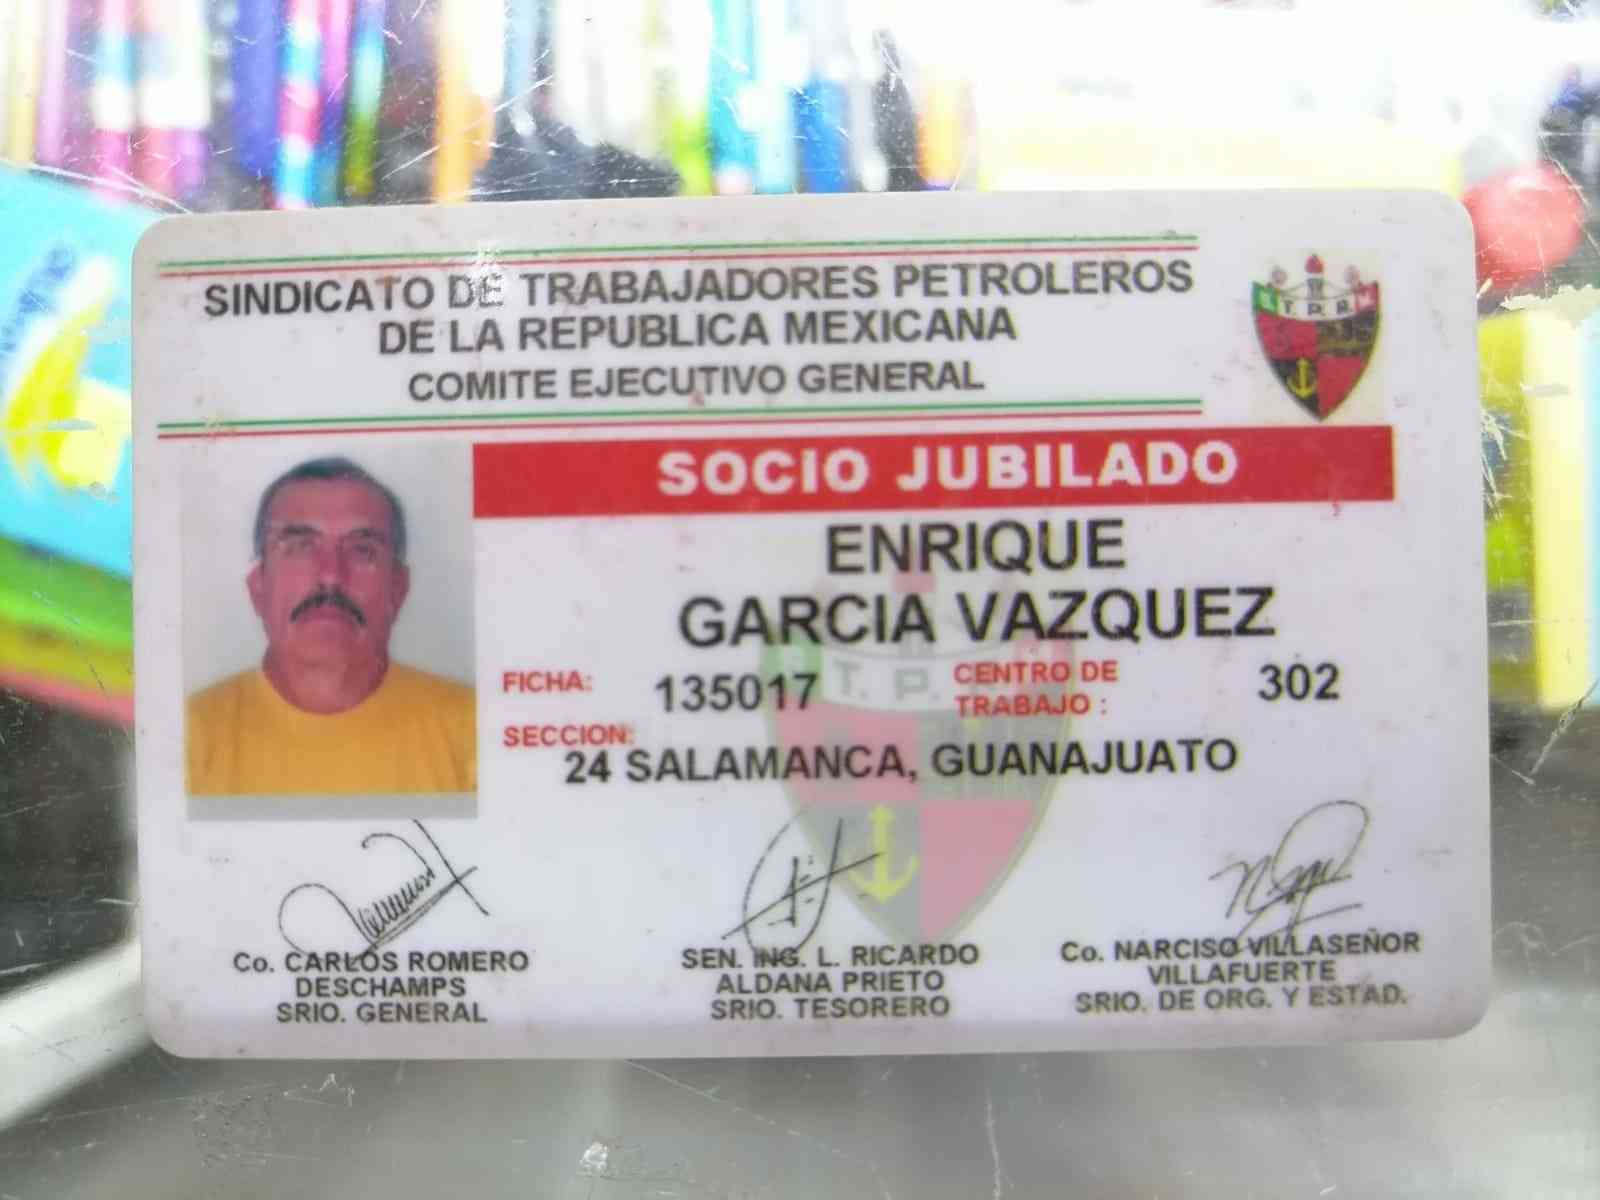 SINDICATO DE TRABAJADORES PETROLEROS
DE LA REPUBLICA MEXICANA
COMITE EJECUTIVO GENERAL
S. T. P. R. M.
SOCIO JUBILADO
ENRIQUE
GARCIA VAZQUEZ
FICHA: 135017 CENTRO DE TRABAJO : 302
SECCION:
24 SALAMANCA, GUANAJUATO
T. P.
Co. CARLOS ROMERO
DESCHAMPS
SRIO. GENERAL
SEN. ING. L. RICARDO
ALDANA PRIETO
SRIO. TESORERO
Co. NARCISO VILLASEÑOR
VILLAFUERTE
SRIO. DE ORG. Y ESTAD.